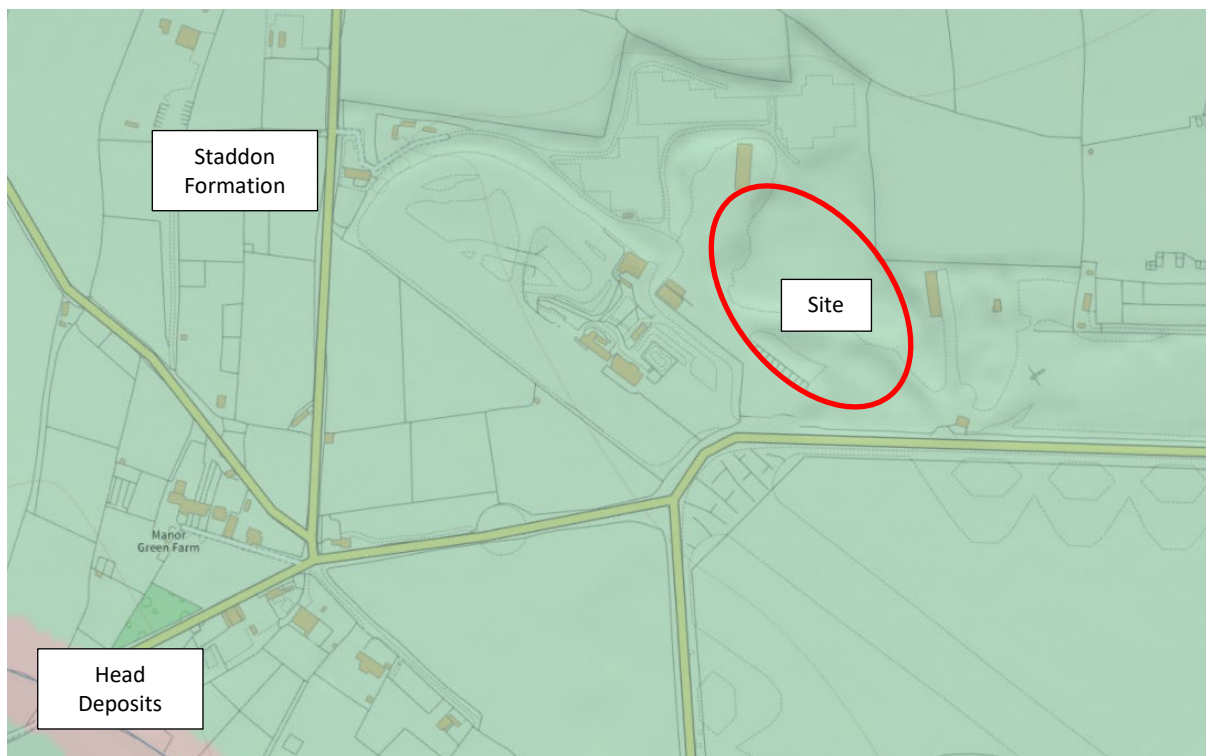 Staddon
Formation
Site
Manor
Green Farm
Head
Deposits